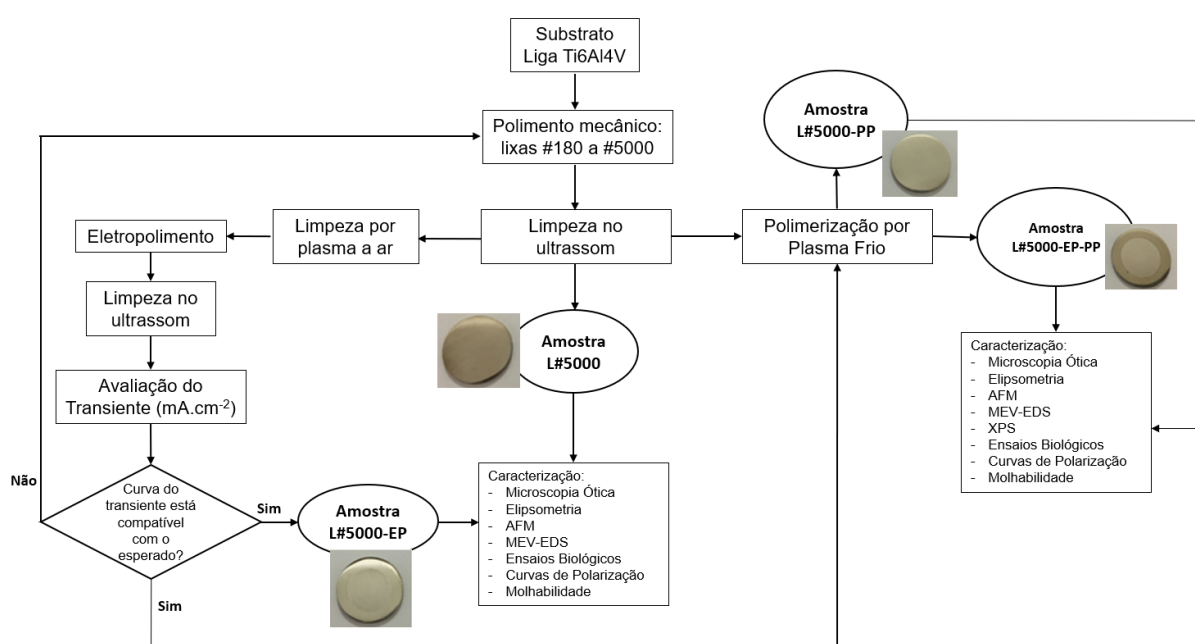 Substrato
Liga Ti6Al4V
Polimento mecânico:
lixas #180 a #5000
Limpeza no
ultrassom
Limpeza por
plasma a ar
Eletropolimento
Limpeza no
ultrassom
Avaliação do
Transiente (mA.cm⁻²)
Curva do
transiente está
compatível
com o
esperado?
Não
Sim
Sim
Amostra
L#5000-EP
Amostra
L#5000
Caracterização:
- Microscopia Ótica
- Elipsometria
- AFM
- MEV-EDS
- Ensaios Biológicos
- Curvas de Polarização
- Molhabilidade
Polimerização por
Plasma Frio
Amostra
L#5000-PP
Amostra
L#5000-EP-PP
Caracterização:
- Microscopia Ótica
- Elipsometria
- AFM
- MEV-EDS
- XPS
- Ensaios Biológicos
- Curvas de Polarização
- Molhabilidade